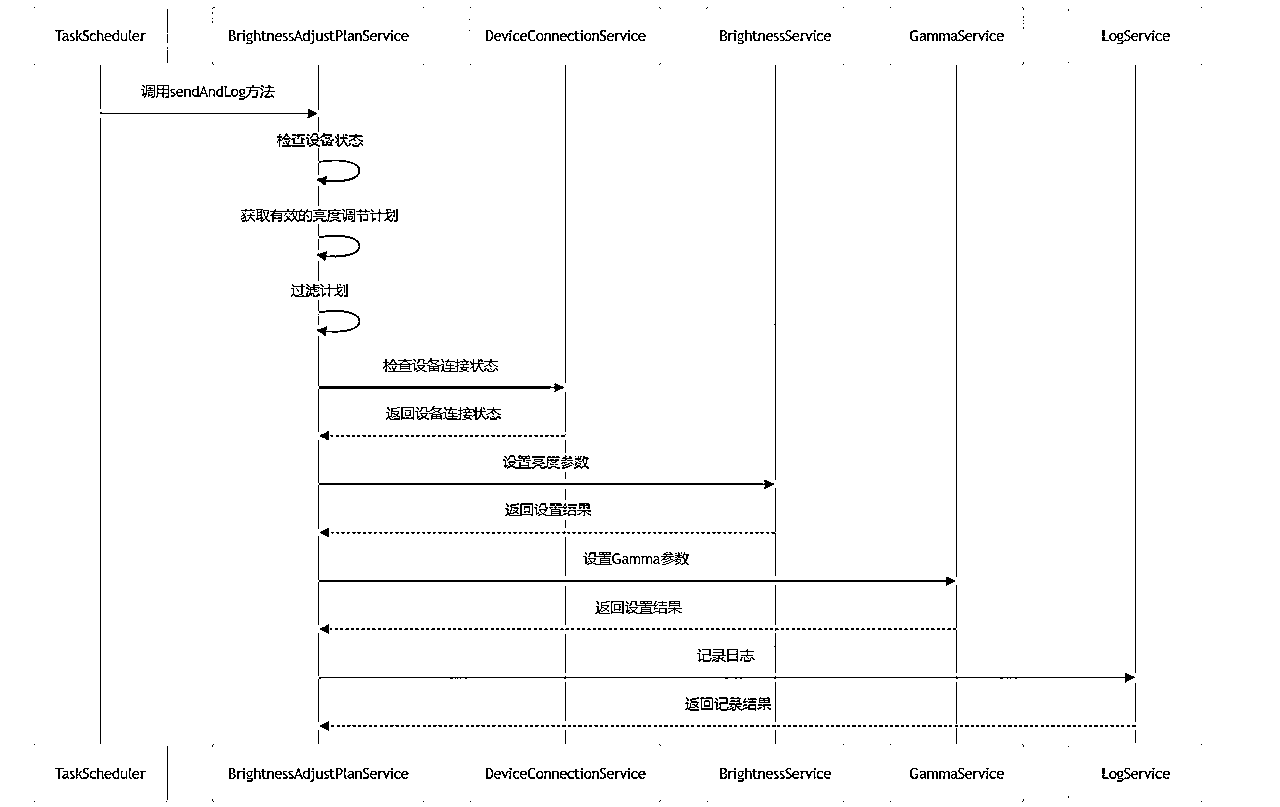 TaskScheduler
BrightnessAdjustPlanService
DeviceConnectionService
BrightnessService
GammaService
LogService
调用sendAndLog方法
检查设备状态
获取有效的亮度调节计划
过滤计划
检查设备连接状态
返回设备连接状态
设置亮度参数
返回设置结果
设置Gamma参数
返回设置结果
记录日志
返回记录结果
TaskScheduler
BrightnessAdjustPlanService
DeviceConnectionService
BrightnessService
GammaService
LogService